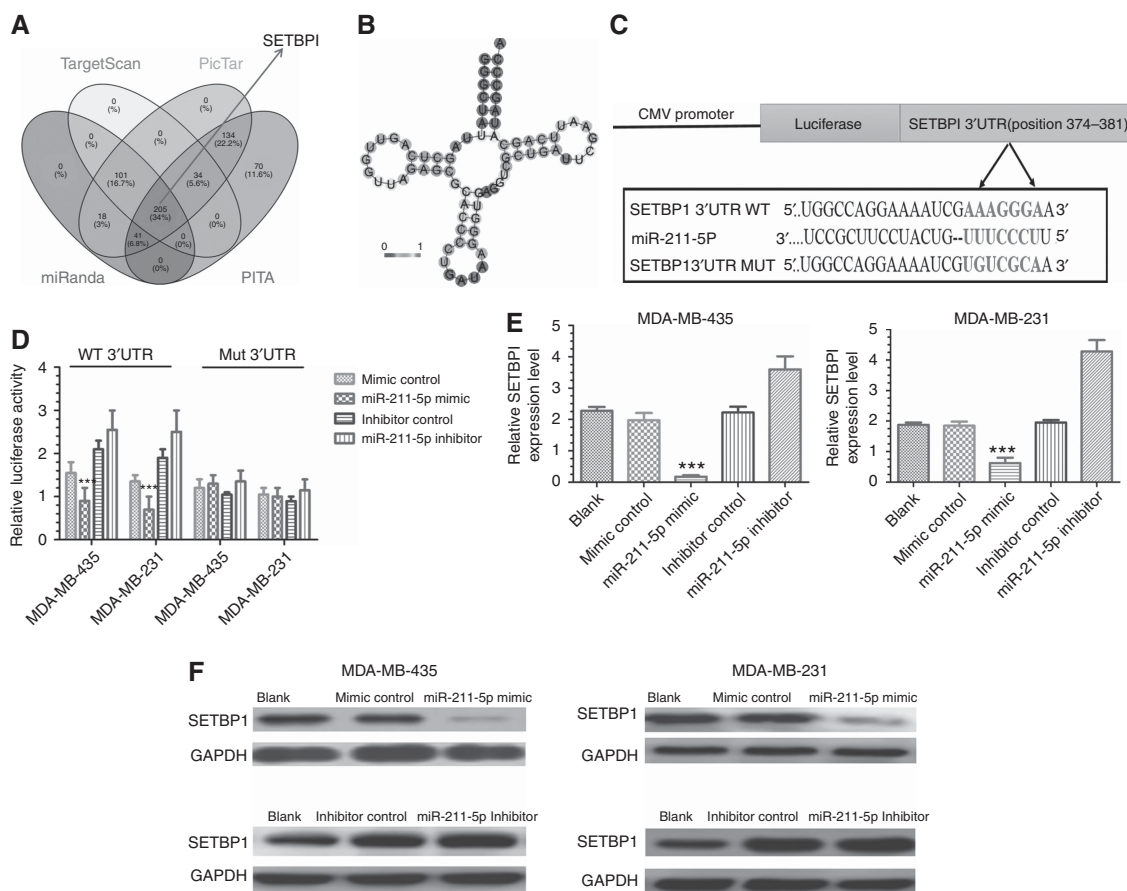 A
SETBPI
TargetScan
PicTar
0
(%)
0
(%)
0
(%)
0
(%)
134
(22.2%)
0
(%)
101
(16.7%)
34
(5.6%)
70
(11.6%)
205
(34%)
18
(3%)
0
(0%)
41
(6.8%)
0
(0%)
0
(0%)
miRanda
PITA
B
0 1
C
CMV promoter
Luciferase
SETBPI 3′UTR(position 374–381)
SETBP1 3′UTR WT 5′..UGGCCAGGAAAAUCGAAAGGGAA3′
miR-211-5P 3′....UCCGCUUCCUACUG--UUUCCCUU 5′
SETBP13′UTR MUT 5′..UGGCCAGGAAAAUCGUGUCGCAA 3′
D
WT 3′UTR
Mut 3′UTR
Relative luciferase activity
4
3
2
1
0
***
***
MDA-MB-435
MDA-MB-231
MDA-MB-435
MDA-MB-231
Mimic control
miR-211-5p mimic
Inhibitor control
miR-211-5p inhibitor
E
MDA-MB-435
Relative SETBPI
expression level
5
4
3
2
1
0
***
Blank
Mimic control
miR-211-5p mimic
Inhibitor control
miR-211-5p inhibitor
MDA-MB-231
Relative SETBPI
expression level
5
4
3
2
1
0
***
Blank
Mimic control
miR-211-5p mimic
Inhibitor control
miR-211-5p inhibitor
F
MDA-MB-435
Blank Mimic control miR-211-5p mimic
SETBP1
GAPDH
Blank Inhibitor control miR-211-5p Inhibitor
SETBP1
GAPDH
MDA-MB-231
Blank Mimic control miR-211-5p mimic
SETBP1
GAPDH
Blank Inhibitor control miR-211-5p Inhibitor
SETBP1
GAPDH